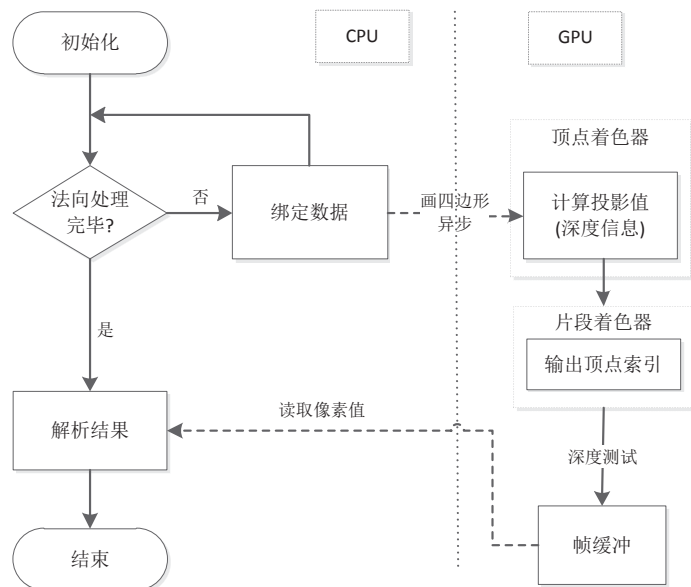 初始化
CPU
GPU
顶点着色器
法向处理
完毕?
否
绑定数据
画四边形
异步
计算投影值
(深度信息)
片段着色器
是
输出顶点索引
解析结果
读取像素值
深度测试
帧缓冲
结束